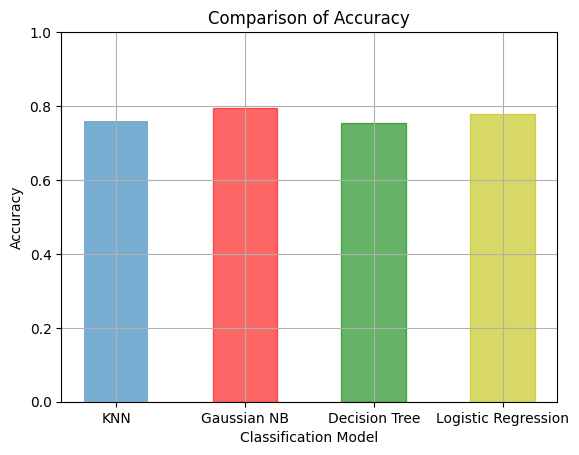 Comparison of Accuracy
1.0
0.8
0.6
0.4
0.2
0.0
Accuracy
KNN
Gaussian NB
Decision Tree
Logistic Regression
Classification Model